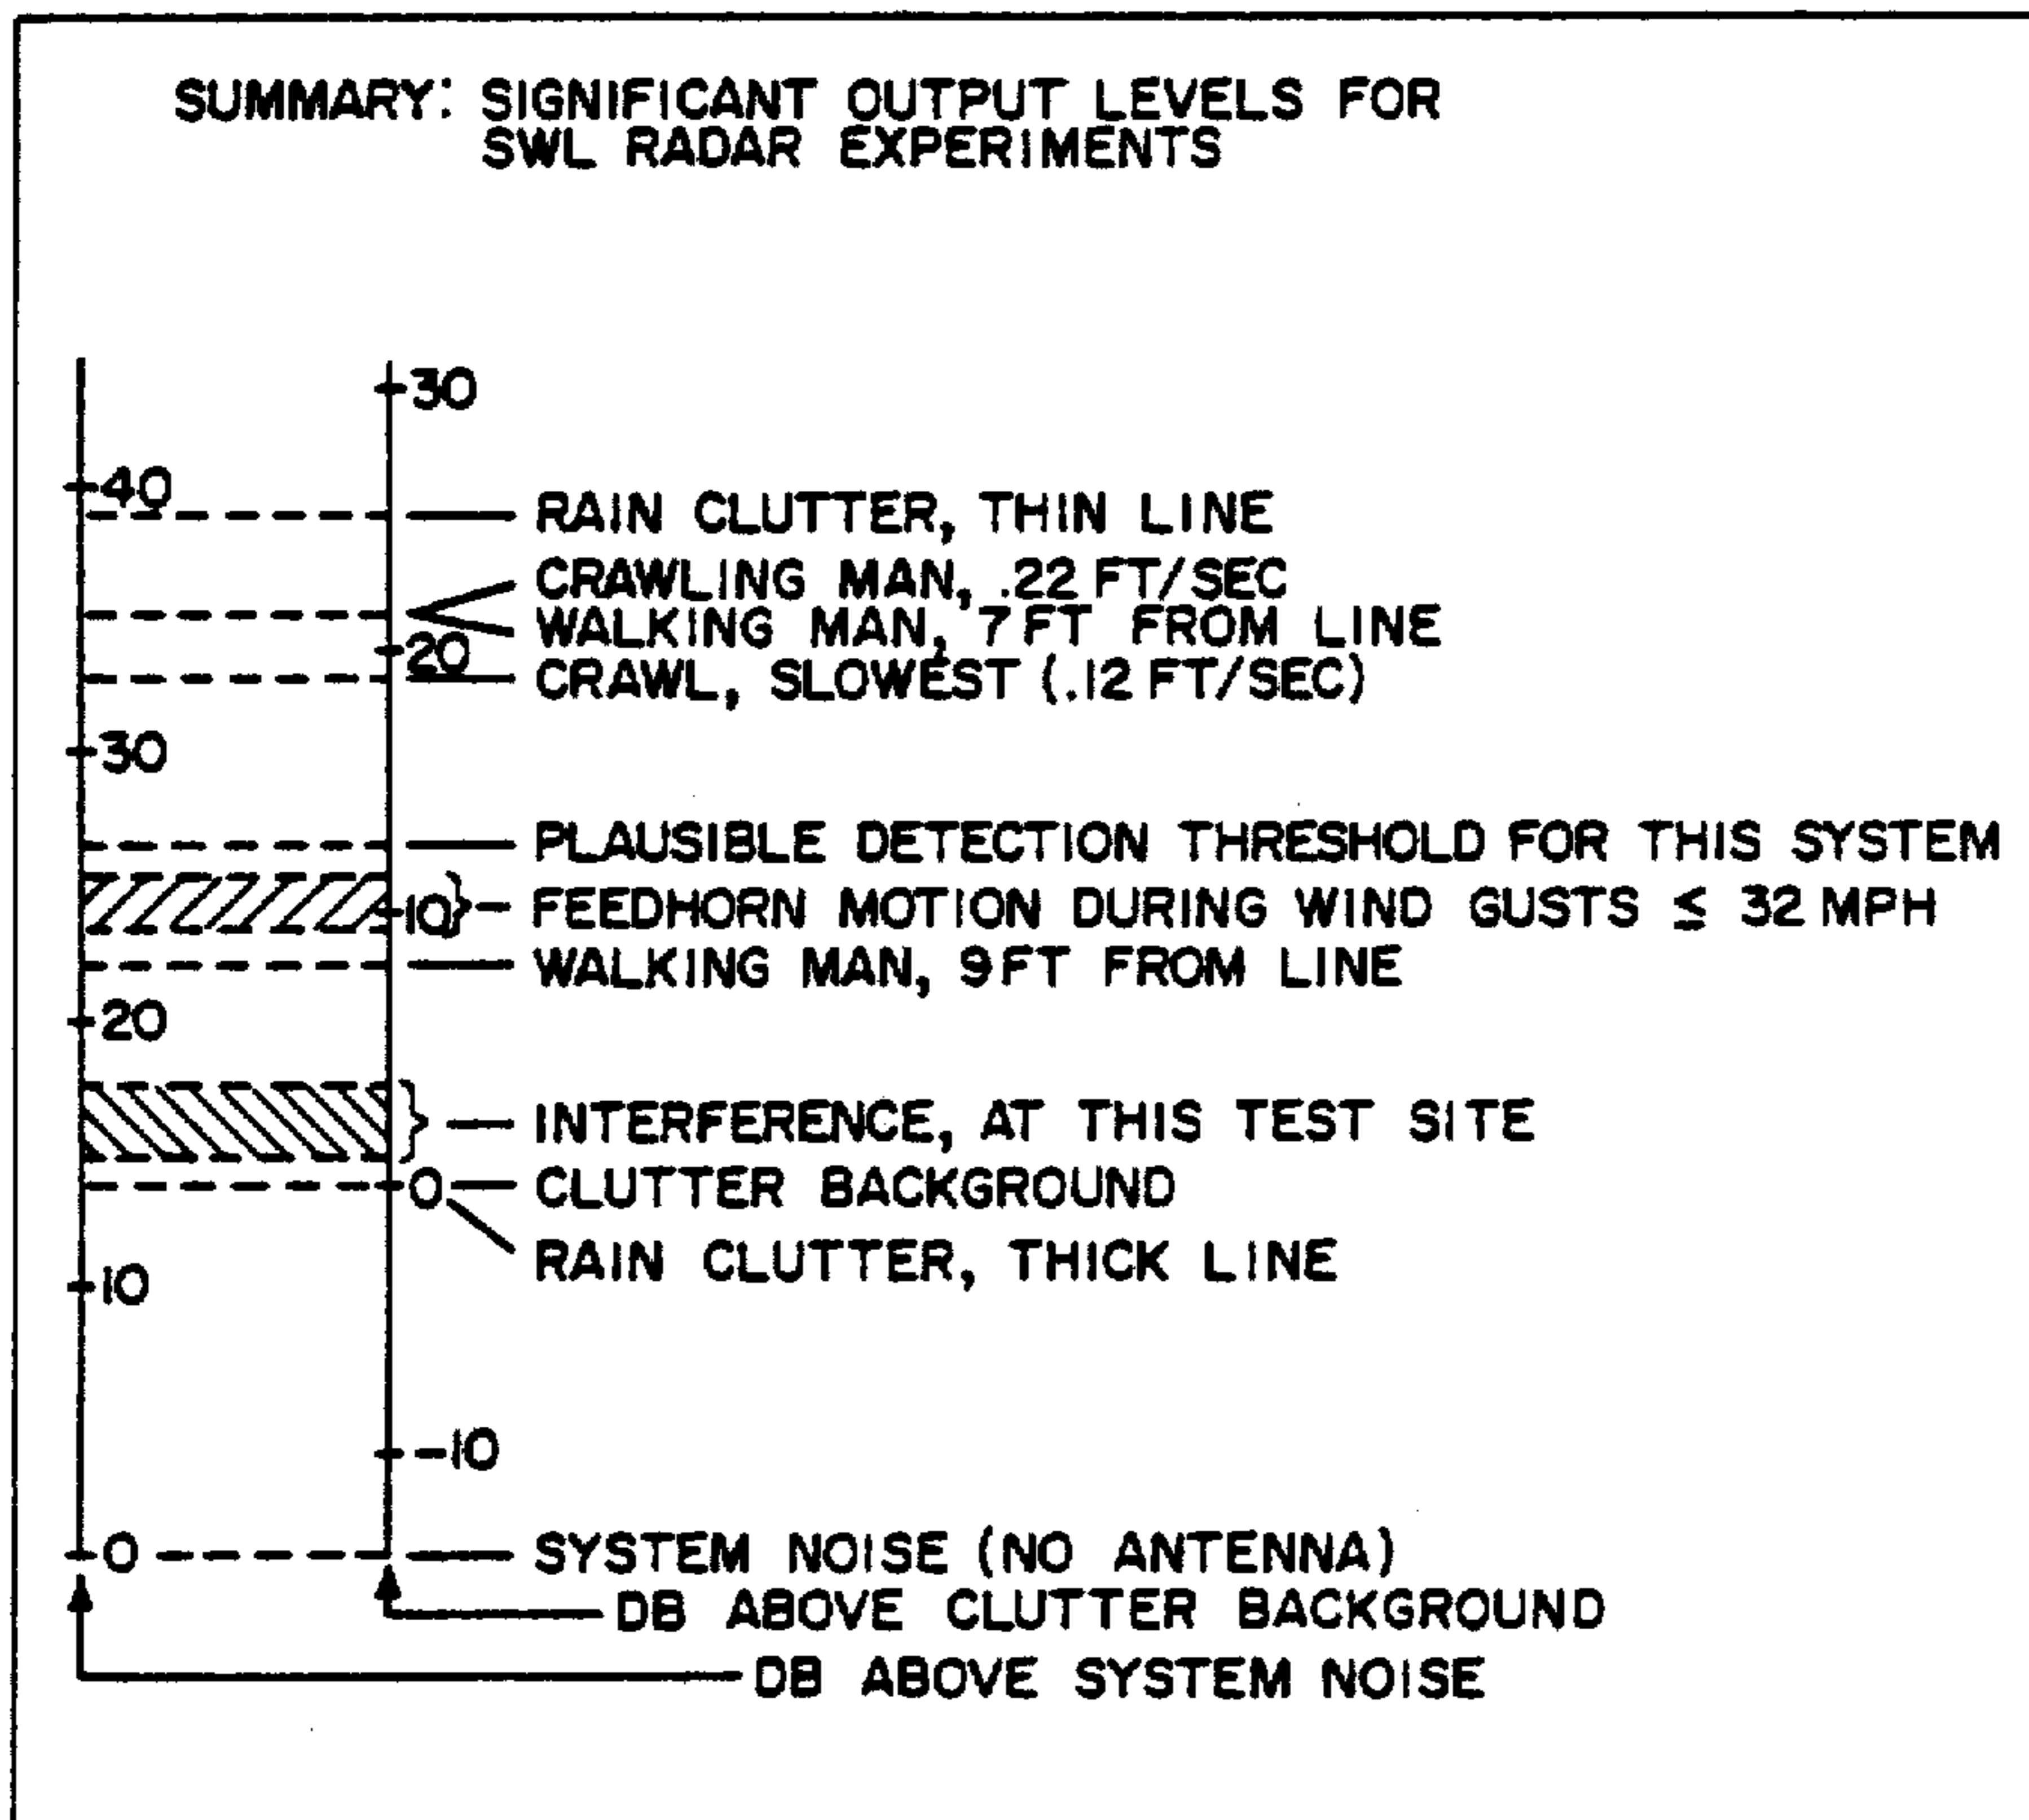 SUMMARY: SIGNIFICANT OUTPUT LEVELS FOR
SWL RADAR EXPERIMENTS
30
40
RAIN CLUTTER, THIN LINE
CRAWLING MAN, .22 FT/SEC
WALKING MAN, 7 FT FROM LINE
20
CRAWL, SLOWEST (.12 FT/SEC)
30
PLAUSIBLE DETECTION THRESHOLD FOR THIS SYSTEM
10
FEEDHORN MOTION DURING WIND GUSTS ≤ 32 MPH
WALKING MAN, 9 FT FROM LINE
20
INTERFERENCE, AT THIS TEST SITE
0
CLUTTER BACKGROUND
RAIN CLUTTER, THICK LINE
10
-10
0
SYSTEM NOISE (NO ANTENNA)
DB ABOVE CLUTTER BACKGROUND
DB ABOVE SYSTEM NOISE